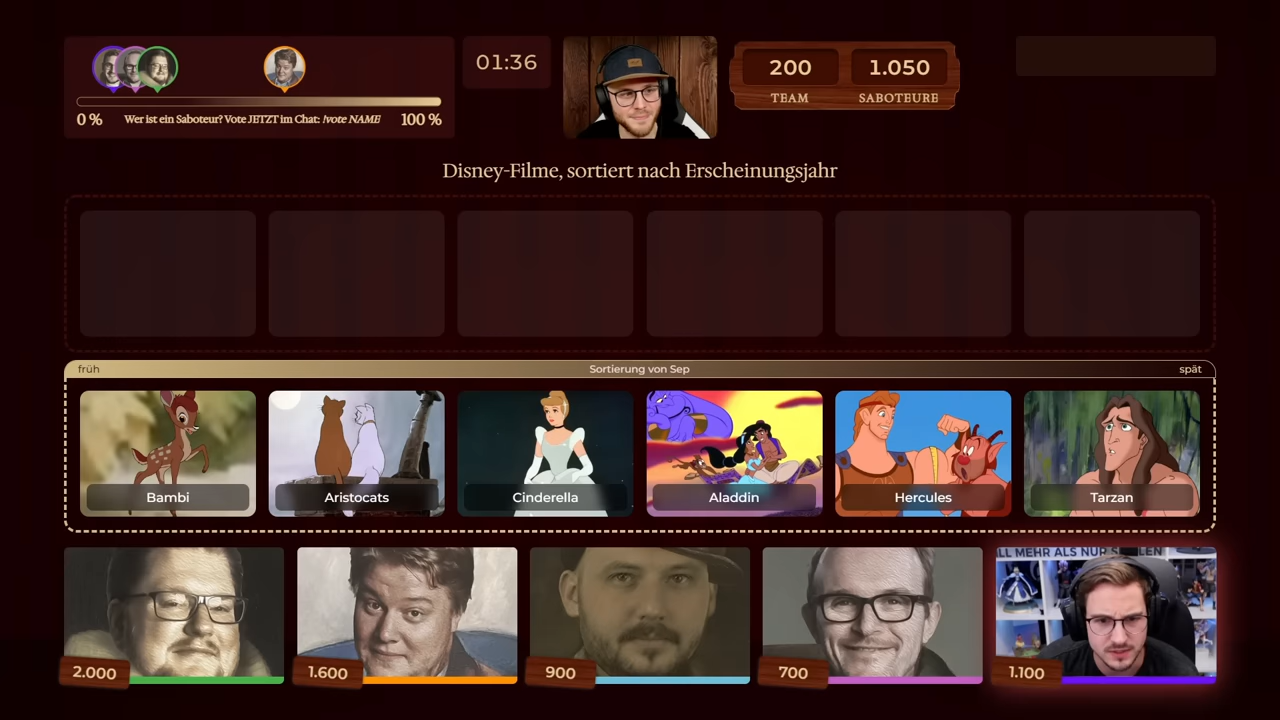 01:36
200
1.050
TEAM
SABOTEURE
0 %
Wer ist ein Saboteur? Vote JETZT im Chat: !vote NAME
100 %
Disney-Filme, sortiert nach Erscheinungsjahr
früh
Sortierung von Sep
spät
Bambi
Aristocats
Cinderella
Aladdin
Hercules
Tarzan
ALL MEHR ALS NUR
2.000
1.600
900
700
1.100